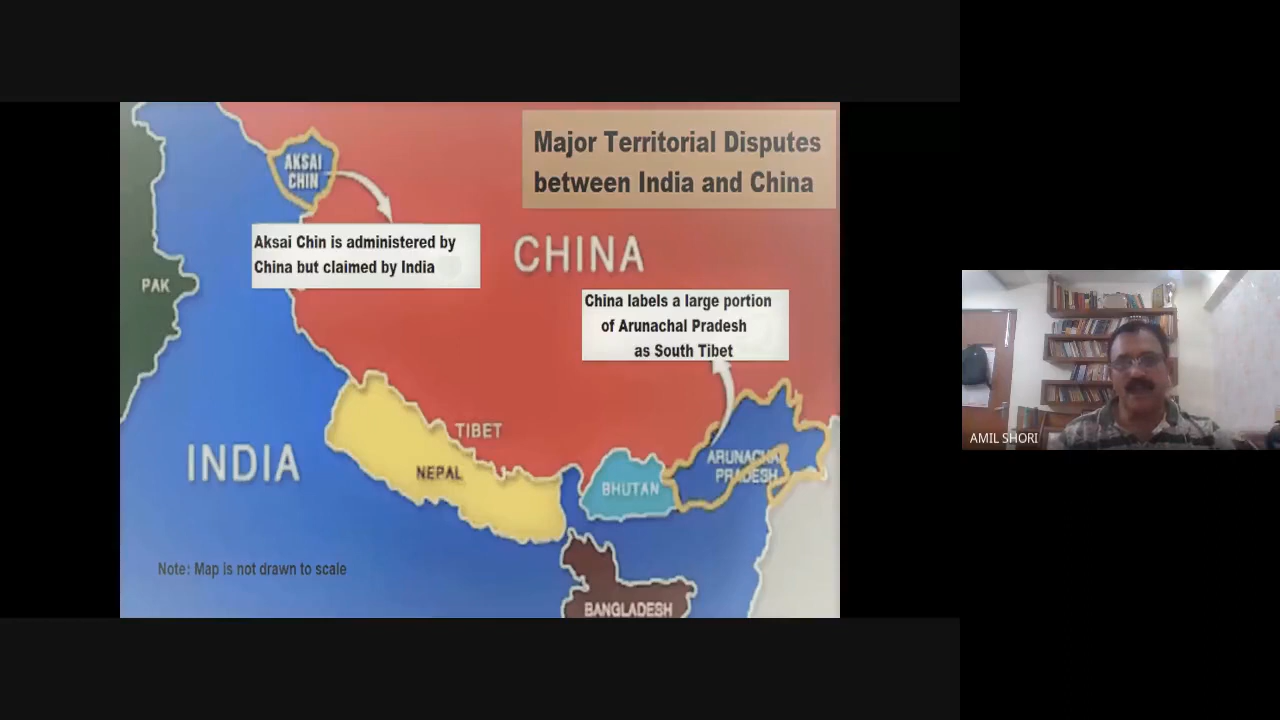 Major Territorial Disputes
between India and China
AKSAI
CHIN
Aksai Chin is administered by
China but claimed by India
CHINA
PAK
China labels a large portion
of Arunachal Pradesh
as South Tibet
TIBET
INDIA
NEPAL
BHUTAN
ARUNACHAL
PRADESH
Note: Map is not drawn to scale
BANGLADESH
AMIL SHORI